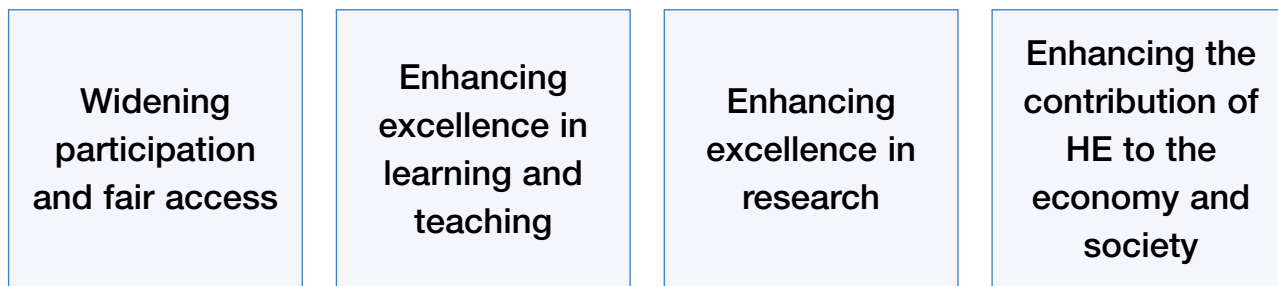 Widening
participation
and fair access
Enhancing
excellence in
learning and
teaching
Enhancing
excellence in
research
Enhancing the
contribution of
HE to the
economy and
society